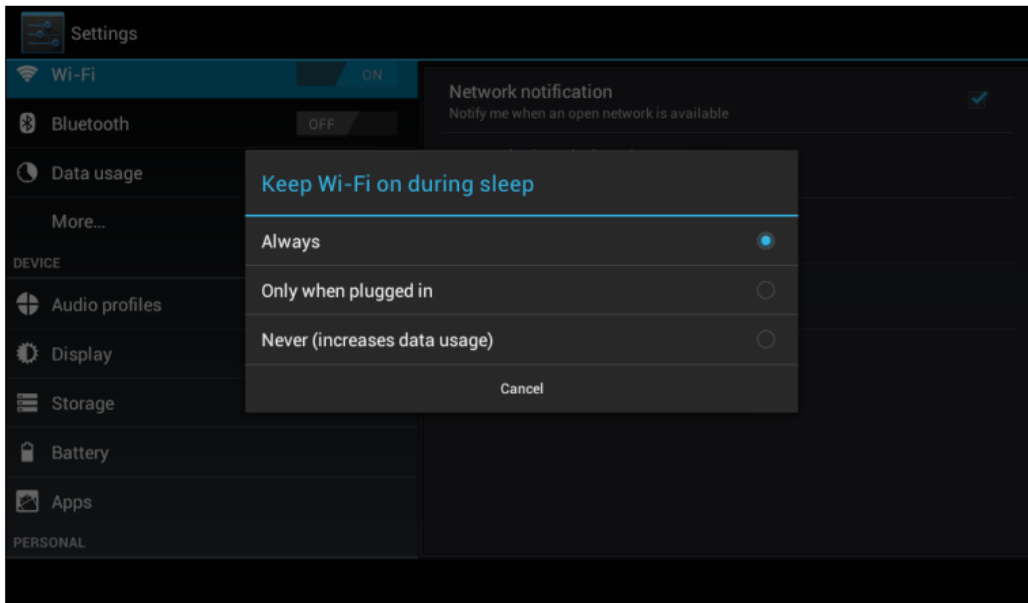 Settings
Wi-Fi ON
Bluetooth OFF
Data usage
More...
DEVICE
Audio profiles
Display
Storage
Battery
Apps
PERSONAL
Network notification
Notify me when an open network is available
Keep Wi-Fi on during sleep
Always
Only when plugged in
Never (increases data usage)
Cancel